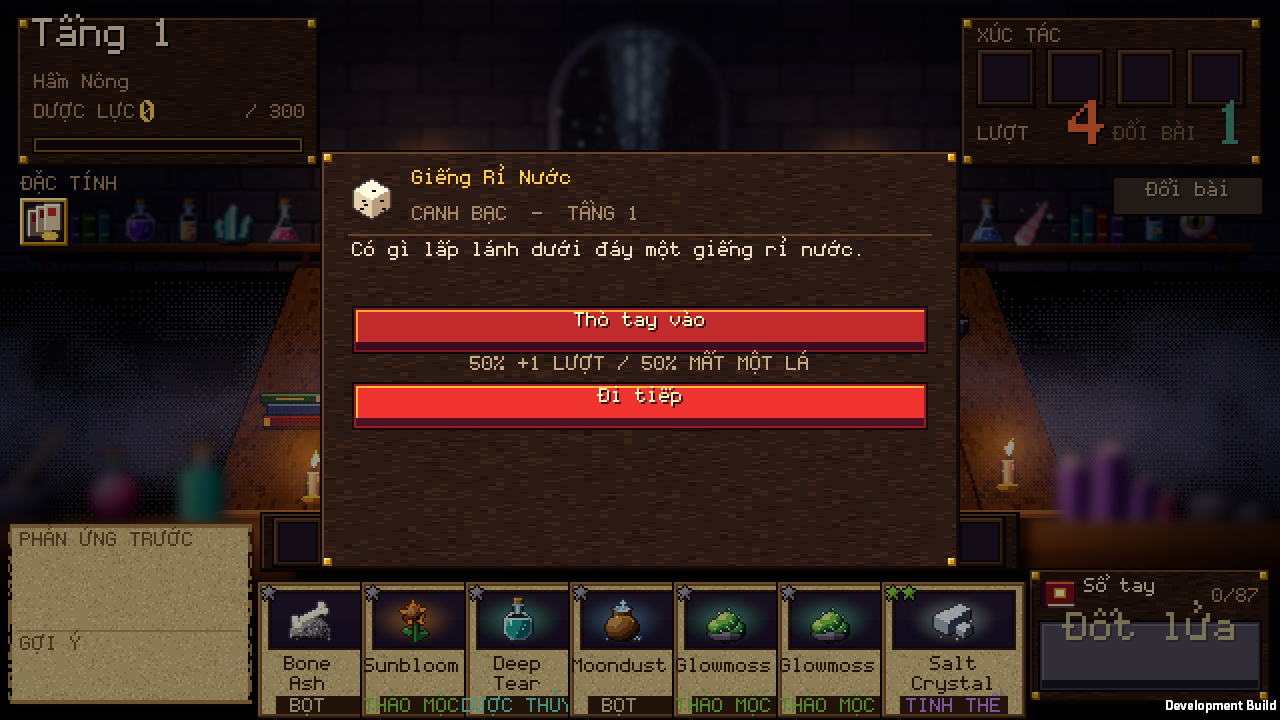 Tầng 1
Hầm Nông
DƯỢC LỰC 0 / 300
ĐẶC TÍNH
XÚC TÁC
LƯỢT 4 ĐỔI BÀI 1
Đổi bài
Giếng Rỉ Nước
CANH BẠC – TẦNG 1
Có gì lấp lánh dưới đáy một giếng rỉ nước.
Thò tay vào
50% +1 LƯỢT / 50% MẤT MỘT LÁ
Đi tiếp
PHẢN ỨNG TRƯỚC
GỢI Ý
Bone Ash
BỘT
Sunbloom
THẢO MỘC
Deep Tear
DƯỢC THỦY
Moondust
BỘT
Glowmoss
THẢO MỘC
Glowmoss
THẢO MỘC
Salt Crystal
TINH THỂ
Sổ tay
0/87
Đốt lửa
Development Build